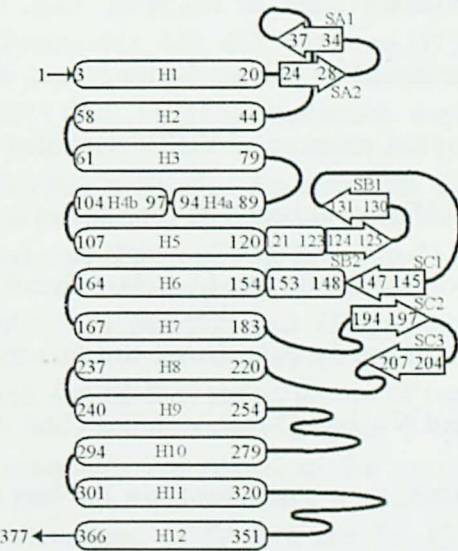 SA1
37 34
1 3 H1 20 24 28
SA2
58 H2 44
61 H3 79
SB1
104 H4b 97 94 H4a 89 131 130
107 H5 120 121 123 124 125
SB2 SC1
164 H6 154 153 148 147 145
SC2
167 H7 183 194 197
SC3
237 H8 220 207 204
240 H9 254
294 H10 279
301 H11 320
377 366 H12 351